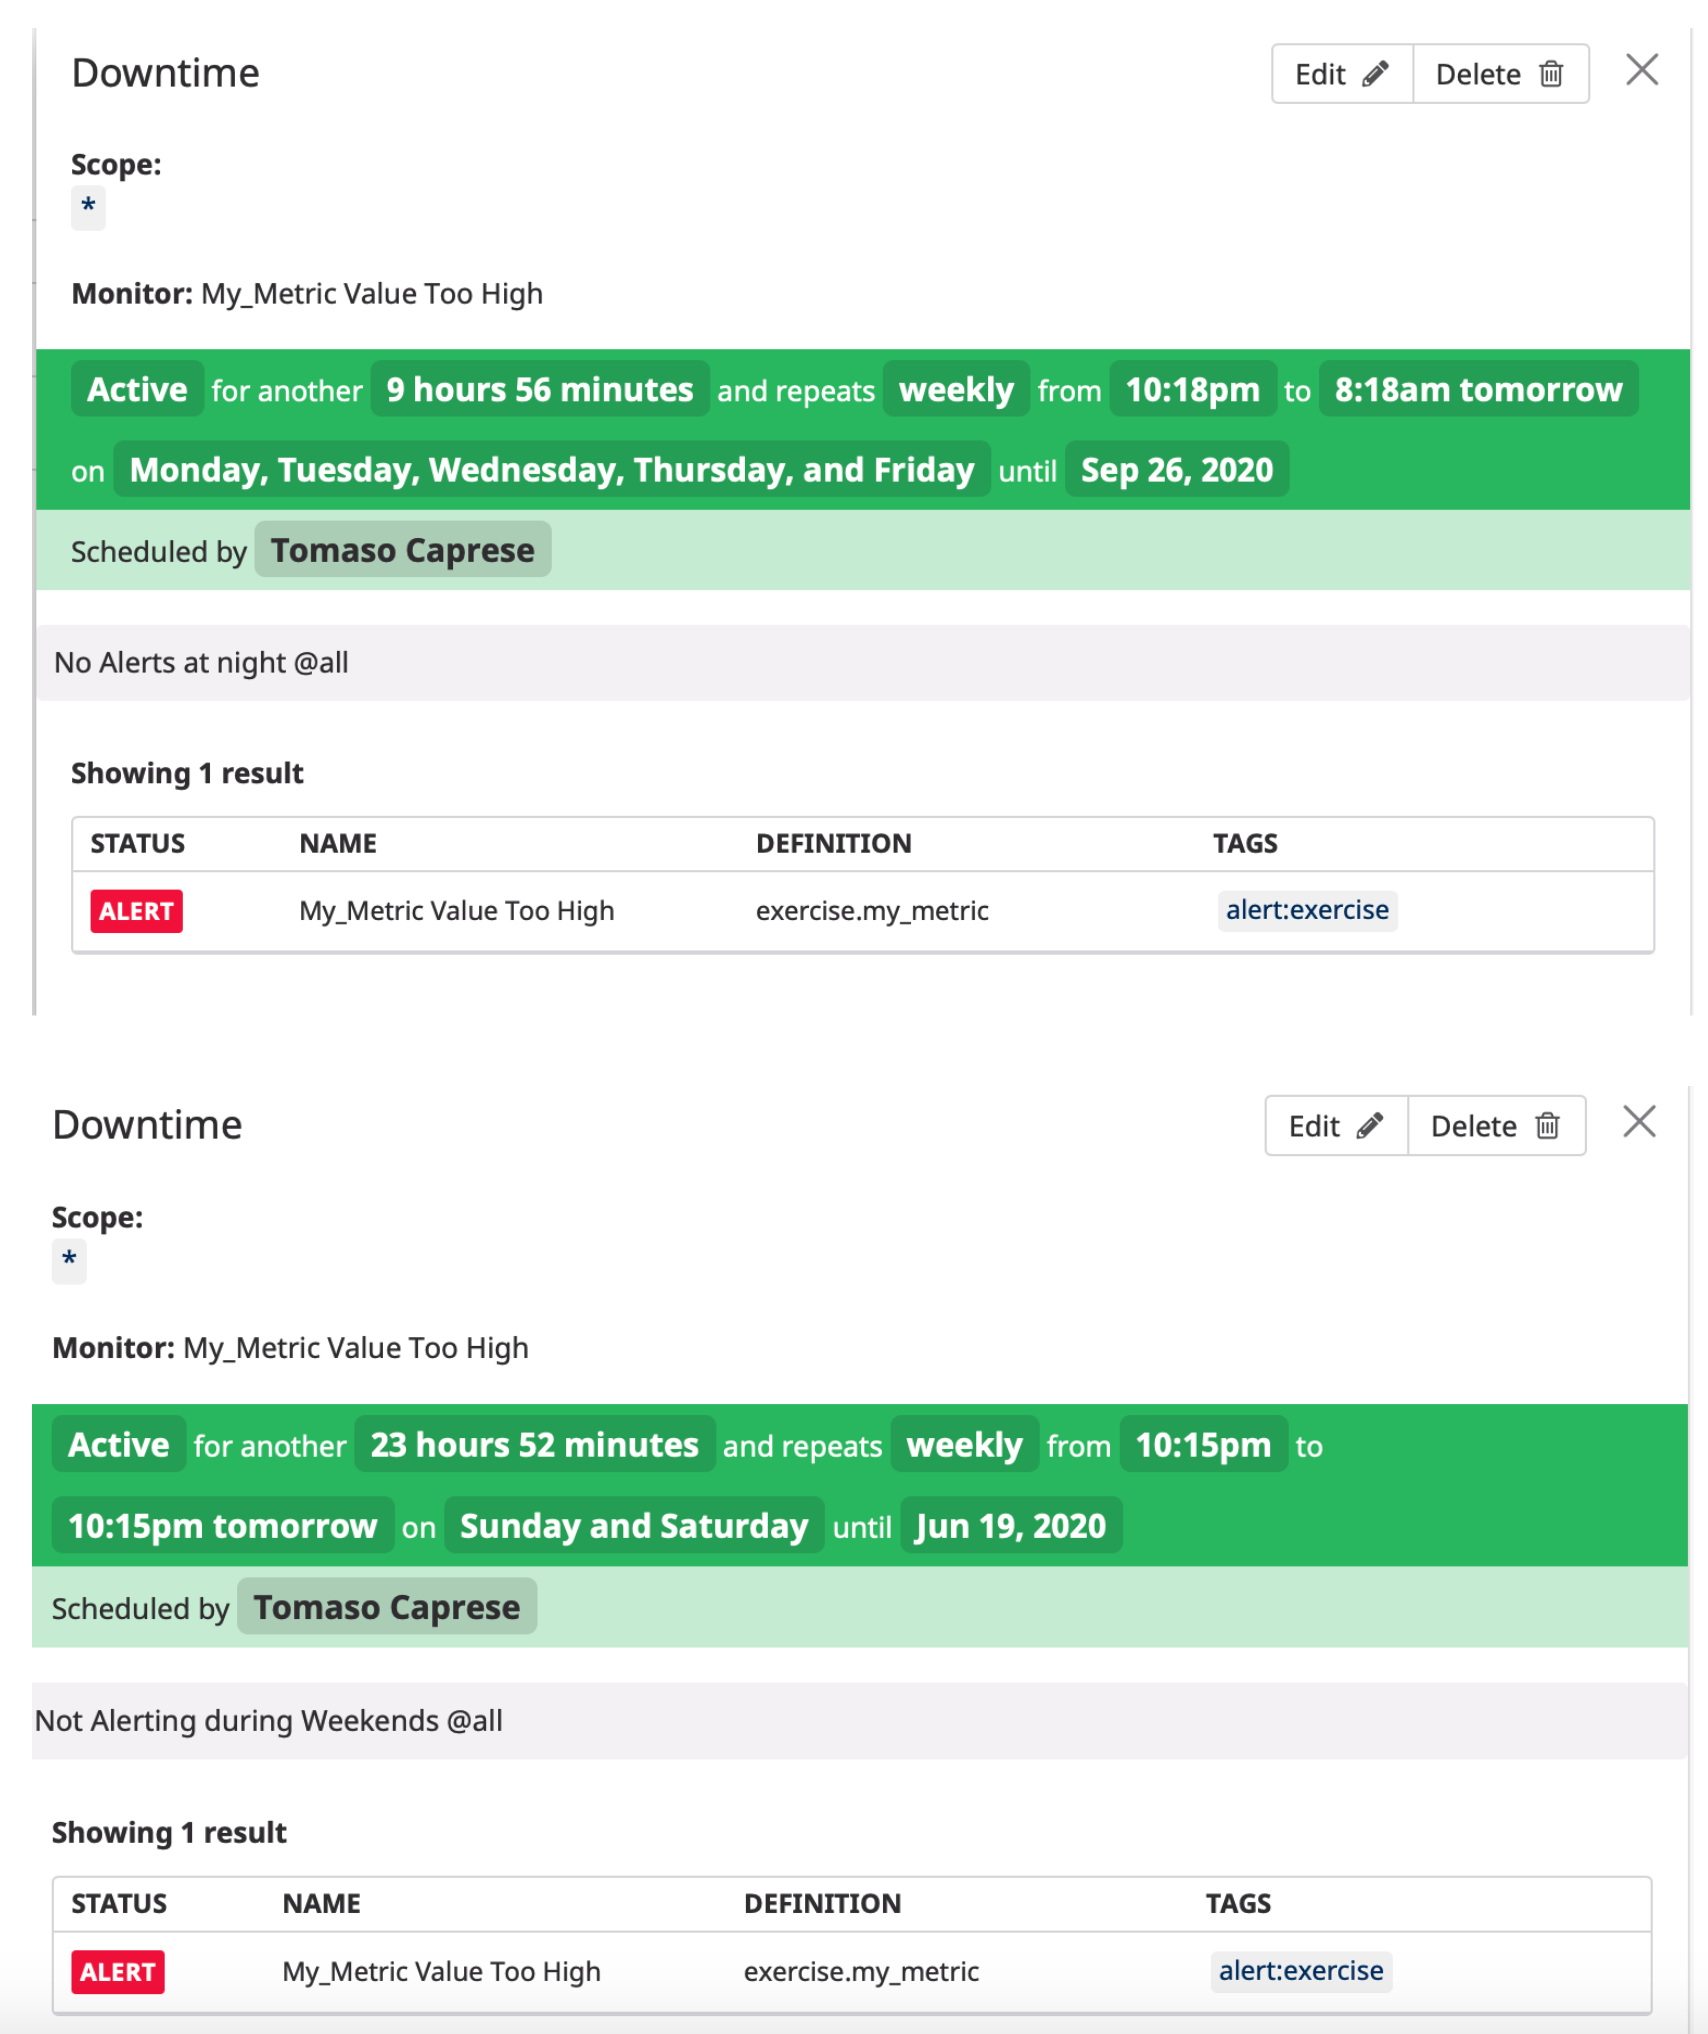 Downtime
Edit Delete
Scope:
*
Monitor: My_Metric Value Too High
Active for another 9 hours 56 minutes and repeats weekly from 10:18pm to 8:18am tomorrow
on Monday, Tuesday, Wednesday, Thursday, and Friday until Sep 26, 2020
Scheduled by Tomaso Caprese
No Alerts at night @all
Showing 1 result
STATUS NAME DEFINITION TAGS
ALERT My_Metric Value Too High exercise.my_metric alert:exercise
Downtime
Edit Delete
Scope:
*
Monitor: My_Metric Value Too High
Active for another 23 hours 52 minutes and repeats weekly from 10:15pm to
10:15pm tomorrow on Sunday and Saturday until Jun 19, 2020
Scheduled by Tomaso Caprese
Not Alerting during Weekends @all
Showing 1 result
STATUS NAME DEFINITION TAGS
ALERT My_Metric Value Too High exercise.my_metric alert:exercise